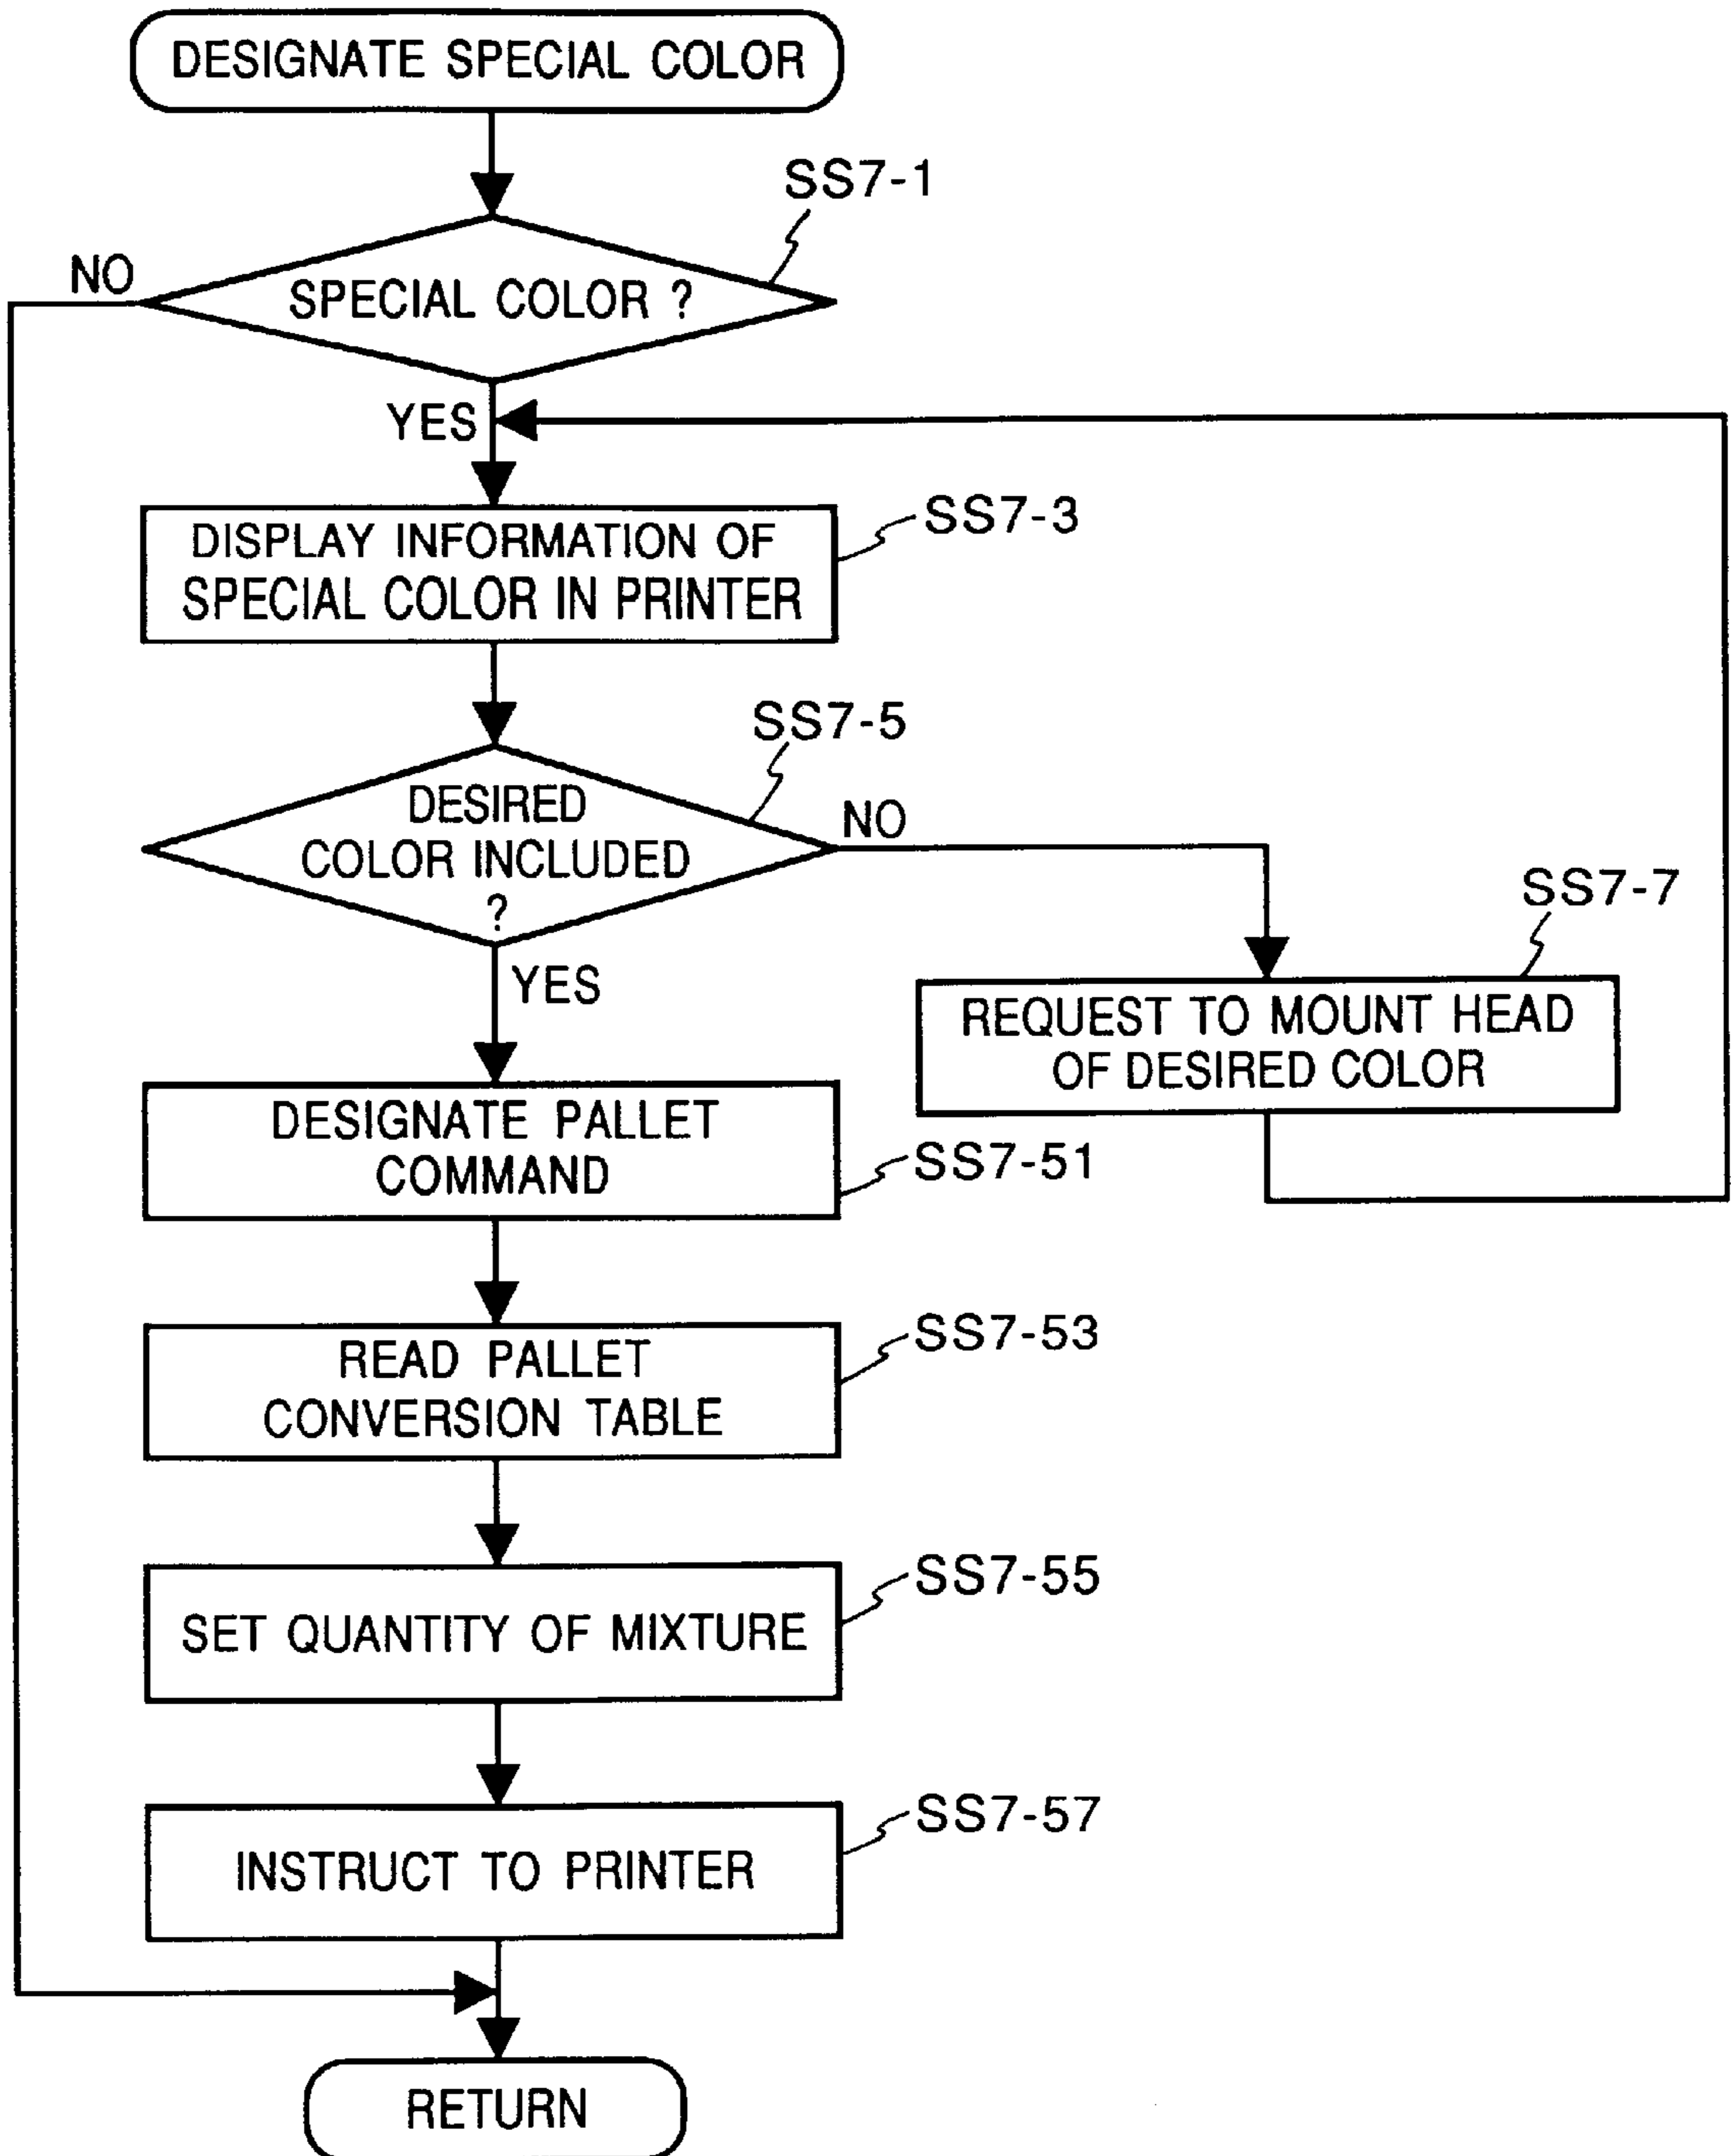 DESIGNATE SPECIAL COLOR
SS7-1
NO
SPECIAL COLOR ?
YES
SS7-3
DISPLAY INFORMATION OF
SPECIAL COLOR IN PRINTER
SS7-5
DESIRED
COLOR INCLUDED
?
NO
SS7-7
YES
REQUEST TO MOUNT HEAD
OF DESIRED COLOR
DESIGNATE PALLET
COMMAND
SS7-51
READ PALLET
CONVERSION TABLE
SS7-53
SS7-55
SET QUANTITY OF MIXTURE
SS7-57
INSTRUCT TO PRINTER
RETURN